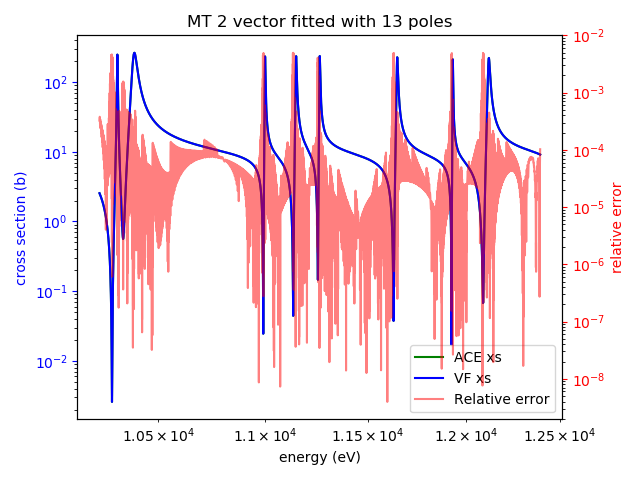 MT 2 vector fitted with 13 poles
cross section (b)
10²
10¹
10⁰
10⁻¹
10⁻²
10⁻²
10⁻³
10⁻⁴
10⁻⁵
10⁻⁶
10⁻⁷
10⁻⁸
relative error
ACE xs
VF xs
Relative error
1.05×10⁴ 1.1×10⁴ 1.15×10⁴ 1.2×10⁴ 1.25×10⁴
energy (eV)